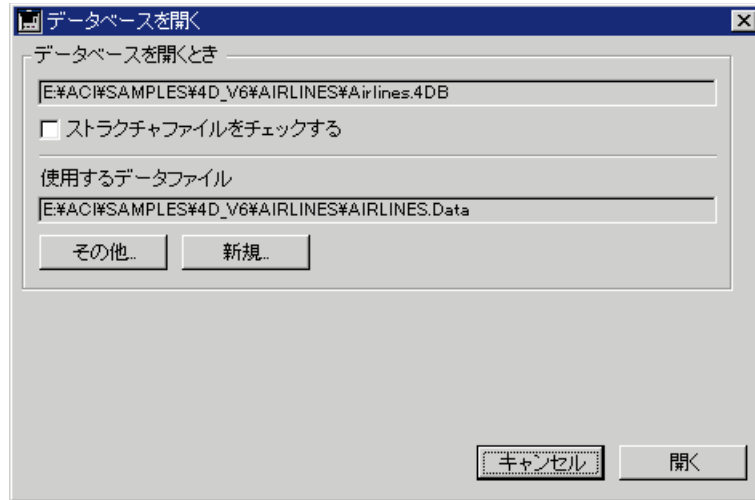 データベースを開く
データベースを開くとき
E:¥ACI¥SAMPLES¥4D_V6¥AIRLINES¥Airlines.4DB
ストラクチャファイルをチェックする
使用するデータファイル
E:¥ACI¥SAMPLES¥4D_V6¥AIRLINES¥AIRLINES.Data
その他... 新規...
キャンセル 開く